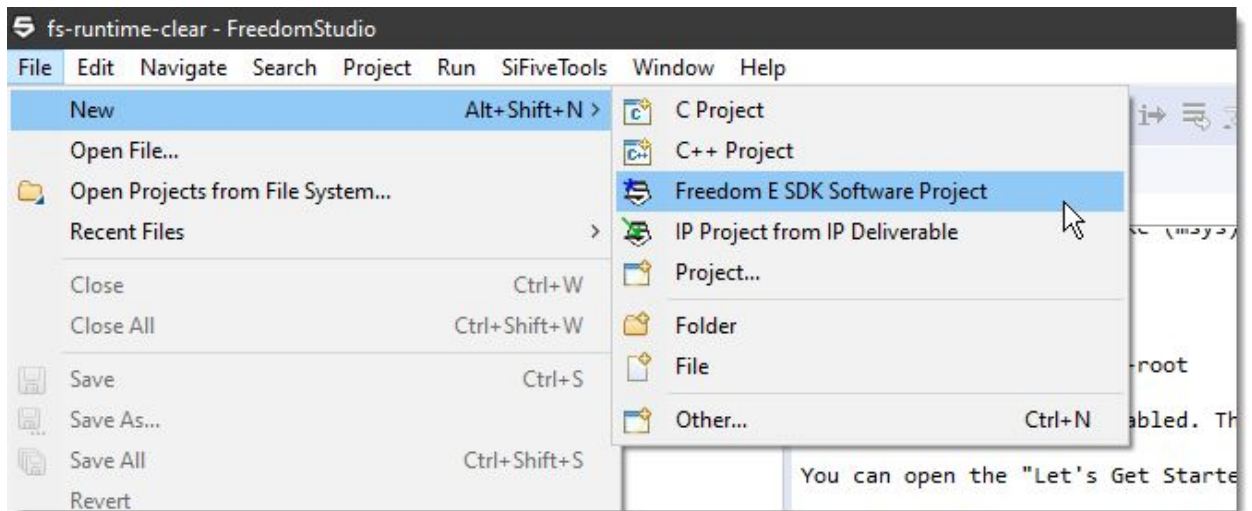 fs-runtime-clear - FreedomStudio
File Edit Navigate Search Project Run SiFiveTools Window Help
New Alt+Shift+N >
Open File...
Open Projects from File System...
Recent Files >
Close Ctrl+W
Close All Ctrl+Shift+W
Save Ctrl+S
Save As...
Save All Ctrl+Shift+S
Revert
C Project
C++ Project
Freedom E SDK Software Project
IP Project from IP Deliverable
Project...
Folder
File
Other... Ctrl+N
(msys)
-root
abled. Th
You can open the "Let's Get Starte